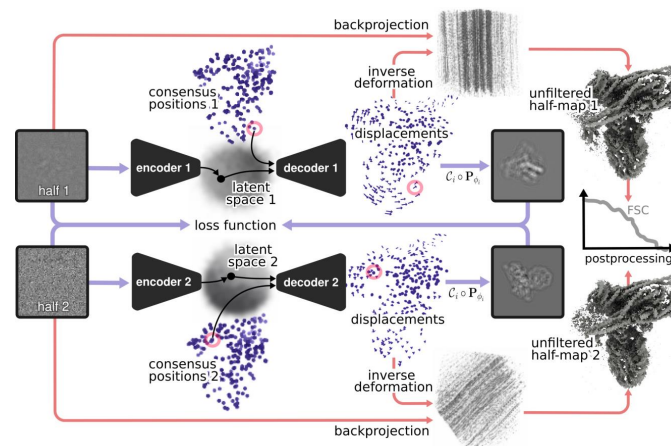 backprojection
inverse
deformation
consensus
positions 1
unfiltered
half-map 1
displacements
half 1
encoder 1
decoder 1
latent
space 1
𝒞ᵢ ∘ 𝐏_ϕᵢ
FSC
loss function
postprocessing
latent
space 2
half 2
encoder 2
decoder 2
𝒞ᵢ ∘ 𝐏_ϕᵢ
displacements
unfiltered
half-map 2
consensus
positions 2
inverse
deformation
backprojection